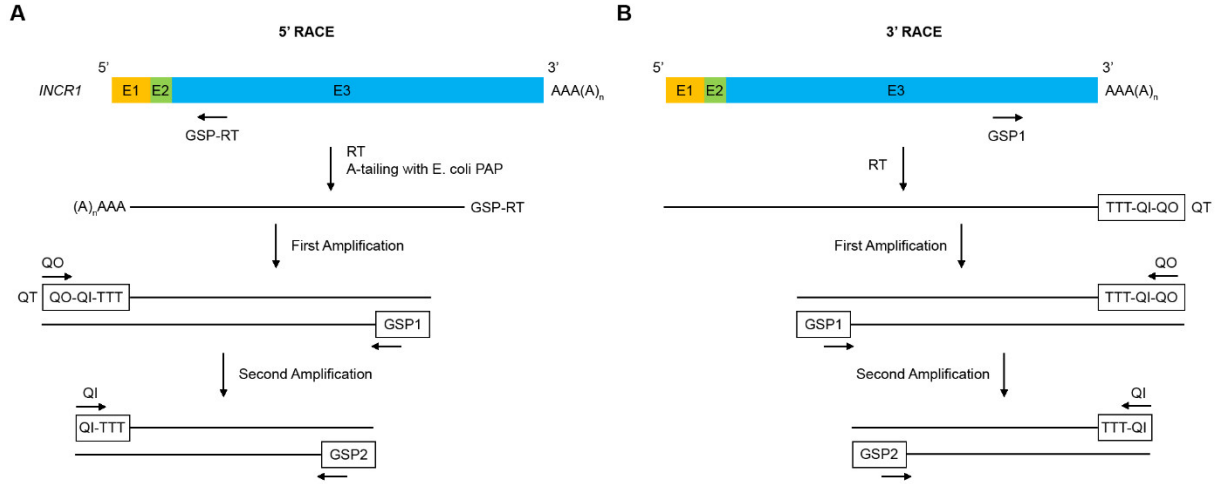 A
5’ RACE
5’
3’
INCR1
E1
E2
E3
AAA(A)n
GSP-RT
RT
A-tailing with E. coli PAP
(A)nAAA
GSP-RT
First Amplification
QO
QT
QO-QI-TTT
GSP1
Second Amplification
QI
QI-TTT
GSP2
B
3’ RACE
5’
3’
E1
E2
E3
AAA(A)n
GSP1
RT
TTT-QI-QO
QT
First Amplification
QO
TTT-QI-QO
GSP1
Second Amplification
QI
TTT-QI
GSP2